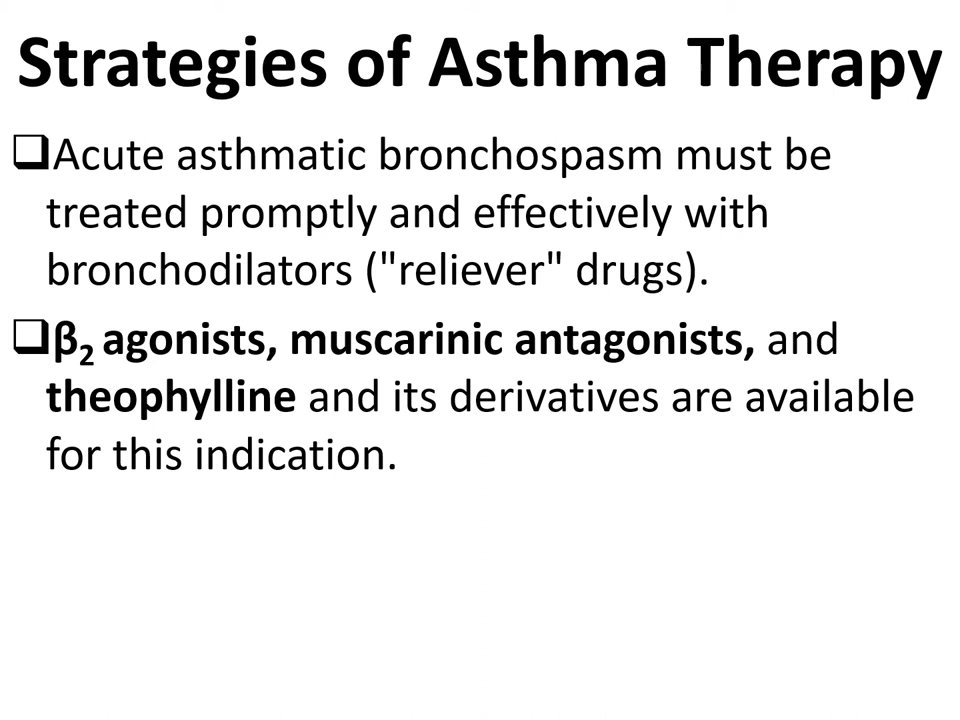 Strategies of Asthma Therapy
❑Acute asthmatic bronchospasm must be
treated promptly and effectively with
bronchodilators ("reliever" drugs).
❑β₂ agonists, muscarinic antagonists, and
theophylline and its derivatives are available
for this indication.